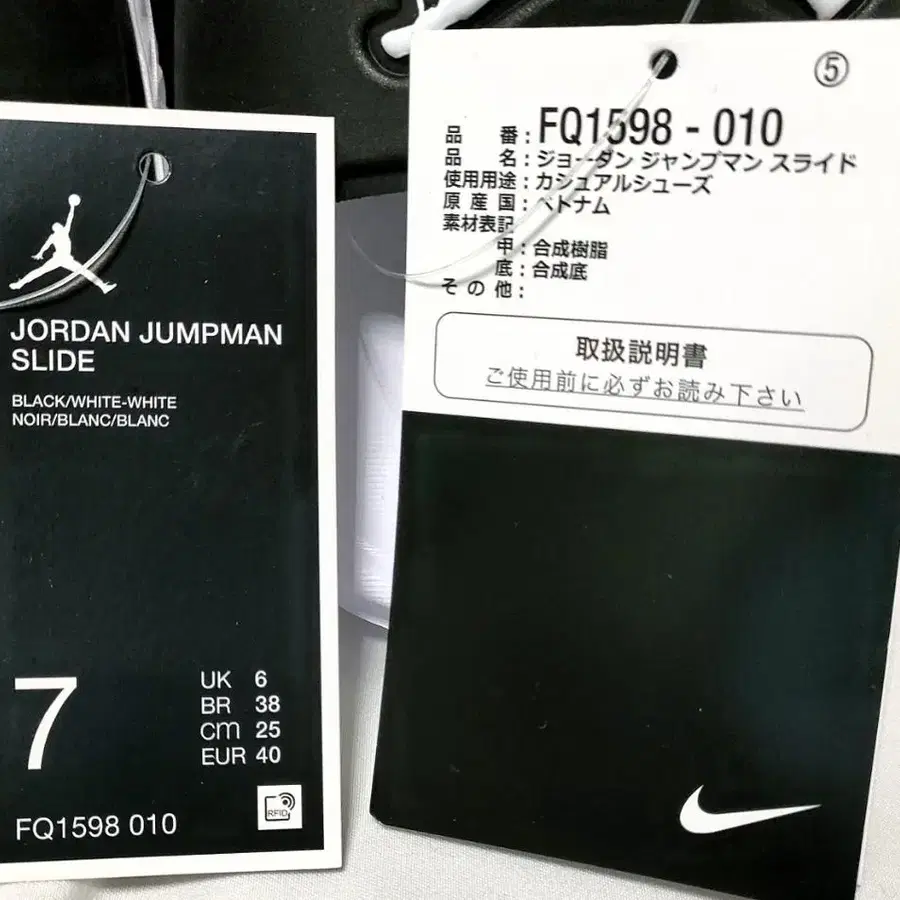 JORDAN JUMPMAN
SLIDE
BLACK/WHITE-WHITE
NOIR/BLANC/BLANC
7
UK 6
BR 38
cm 25
EUR 40
RFID
FQ1598 010
⑤
品番:FQ1598 - 010
品名:ジョーダン ジャンプマン スライド
使用用途:カジュアルシューズ
原産国:ベトナム
素材表記
甲:合成樹脂
底:合成底
その他:
取扱説明書
ご使用前に必ずお読み下さい